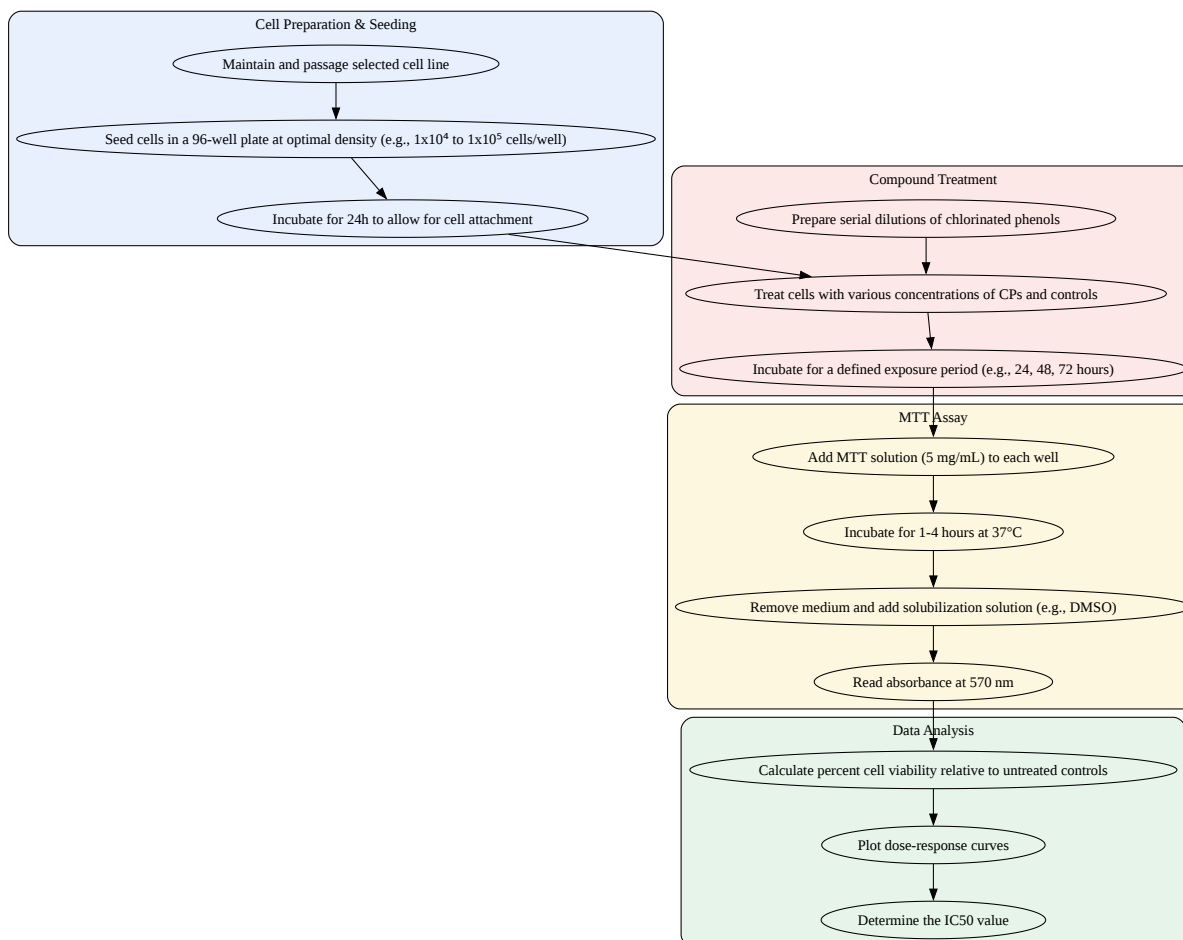 Cell Preparation & Seeding
Maintain and passage selected cell line
Seed cells in a 96-well plate at optimal density (e.g., 1x10⁴ to 1x10⁵ cells/well)
Incubate for 24h to allow for cell attachment
Compound Treatment
Prepare serial dilutions of chlorinated phenols
Treat cells with various concentrations of CPs and controls
Incubate for a defined exposure period (e.g., 24, 48, 72 hours)
MTT Assay
Add MTT solution (5 mg/mL) to each well
Incubate for 1-4 hours at 37°C
Remove medium and add solubilization solution (e.g., DMSO)
Read absorbance at 570 nm
Data Analysis
Calculate percent cell viability relative to untreated controls
Plot dose-response curves
Determine the IC50 value